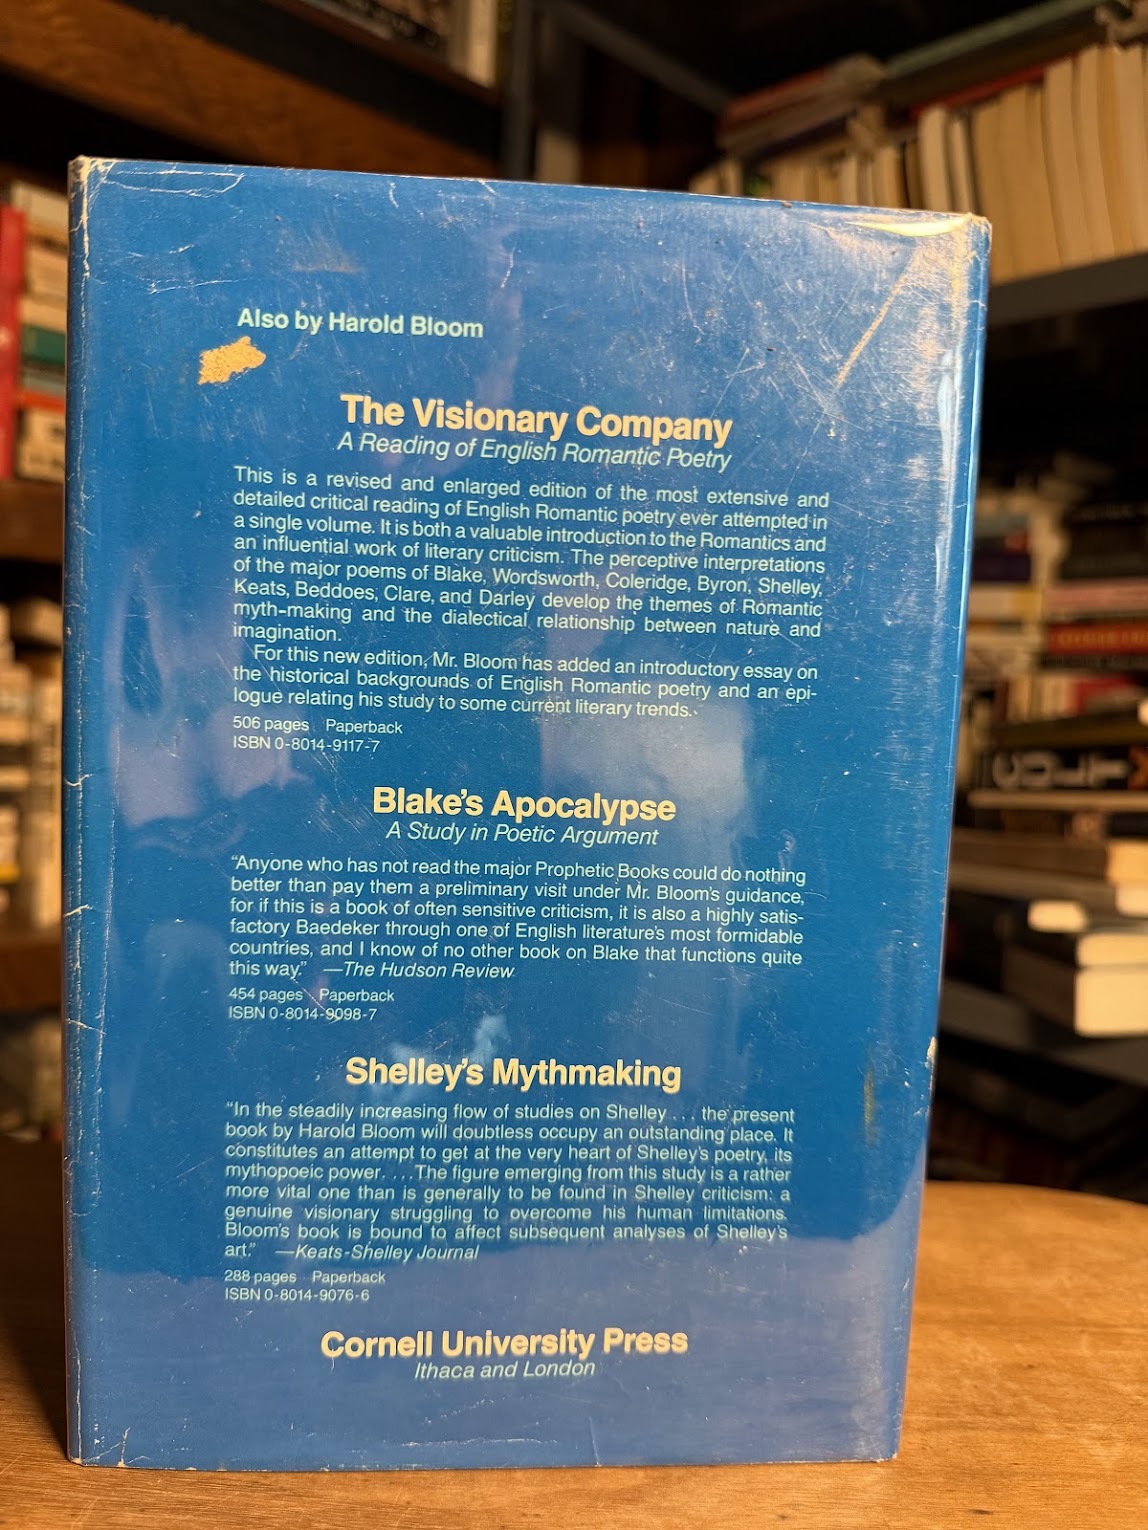 Also by Harold Bloom
The Visionary Company
A Reading of English Romantic Poetry
This is a revised and enlarged edition of the most extensive and
detailed critical reading of English Romantic poetry ever attempted in
a single volume. It is both a valuable introduction to the Romantics and
an influential work of literary criticism. The perceptive interpretations
of the major poems of Blake, Wordsworth, Coleridge, Byron, Shelley,
Keats, Beddoes, Clare, and Darley develop the themes of Romantic
myth-making and the dialectical relationship between nature and
imagination.
For this new edition, Mr. Bloom has added an introductory essay on
the historical backgrounds of English Romantic poetry and an epi-
logue relating his study to some current literary trends.
506 pages Paperback
ISBN 0-8014-9117-7
Blake's Apocalypse
A Study in Poetic Argument
“Anyone who has not read the major Prophetic Books could do nothing
better than pay them a preliminary visit under Mr. Bloom's guidance,
for if this is a book of often sensitive criticism, it is also a highly satis-
factory Baedeker through one of English literature's most formidable
countries, and I know of no other book on Blake that functions quite
this way.” —The Hudson Review
454 pages Paperback
ISBN 0-8014-9098-7
Shelley's Mythmaking
“In the steadily increasing flow of studies on Shelley . . . the present
book by Harold Bloom will doubtless occupy an outstanding place. It
constitutes an attempt to get at the very heart of Shelley's poetry, its
mythopoeic power. . . . The figure emerging from this study is a rather
more vital one than is generally to be found in Shelley criticism: a
genuine visionary struggling to overcome his human limitations.
Bloom's book is bound to affect subsequent analyses of Shelley's
art.” —Keats-Shelley Journal
288 pages Paperback
ISBN 0-8014-9076-6
Cornell University Press
Ithaca and London